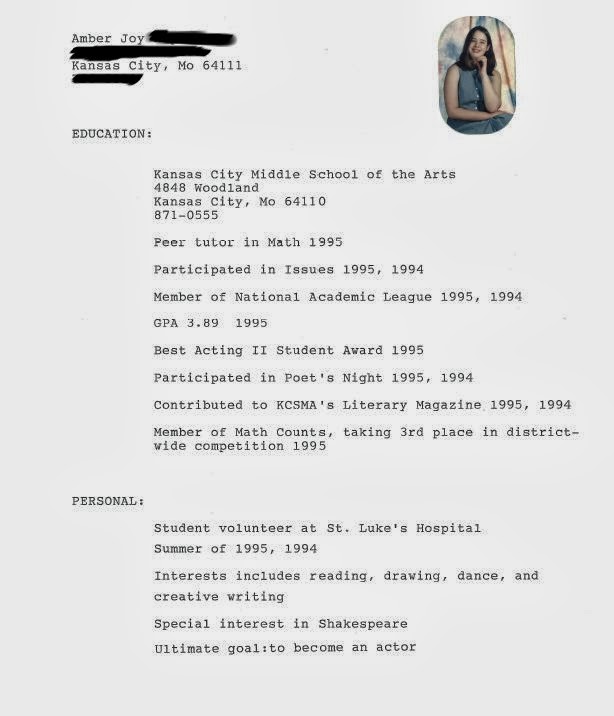 Amber Joy
Kansas City, Mo 64111
EDUCATION:
Kansas City Middle School of the Arts
4848 Woodland
Kansas City, Mo 64110
871-0555
Peer tutor in Math 1995
Participated in Issues 1995, 1994
Member of National Academic League 1995, 1994
GPA 3.89 1995
Best Acting II Student Award 1995
Participated in Poet's Night 1995, 1994
Contributed to KCSMA's Literary Magazine 1995, 1994
Member of Math Counts, taking 3rd place in district-
wide competition 1995
PERSONAL:
Student volunteer at St. Luke's Hospital
Summer of 1995, 1994
Interests includes reading, drawing, dance, and
creative writing
Special interest in Shakespeare
Ultimate goal:to become an actor